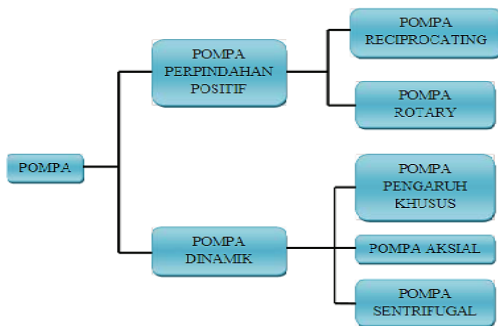 POMPA
POMPA
PERPINDAHAN
POSITIF
POMPA
RECIPROCATING
POMPA
ROTARY
POMPA
DINAMIK
POMPA
PENGARUH
KHUSUS
POMPA AKSIAL
POMPA
SENTRIFUGAL